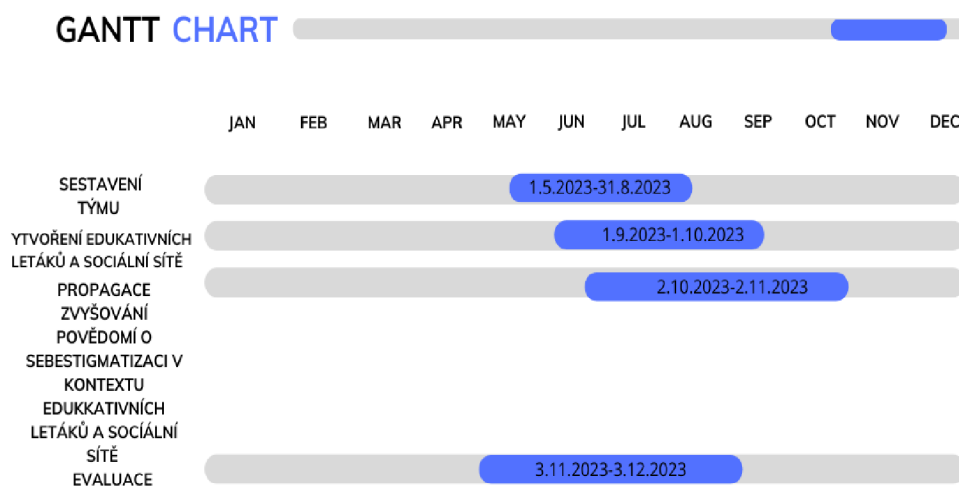 GANTT CHART
JAN FEB MAR APR MAY JUN JUL AUG SEP OCT NOV DEC
SESTAVENÍ
TÝMU
1.5.2023-31.8.2023
YTVOŘENÍ EDUKATIVNÍCH
LETÁKŮ A SOCIÁLNÍ SÍTĚ
1.9.2023-1.10.2023
PROPAGACE
ZVYŠOVÁNÍ
POVĚDOMÍ O
SEBESTIGMATIZACI V
KONTEXTU
EDUKKATIVNÍCH
LETÁKŮ A SOCÍÁLNÍ
SÍTĚ
2.10.2023-2.11.2023
EVALUACE
3.11.2023-3.12.2023